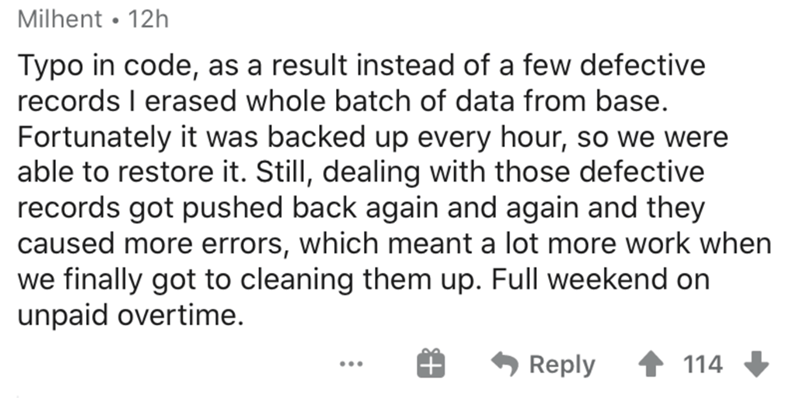 Milhent • 12h
Typo in code, as a result instead of a few defective
records I erased whole batch of data from base.
Fortunately it was backed up every hour, so we were
able to restore it. Still, dealing with those defective
records got pushed back again and again and they
caused more errors, which meant a lot more work when
we finally got to cleaning them up. Full weekend on
unpaid overtime.
... Reply 114